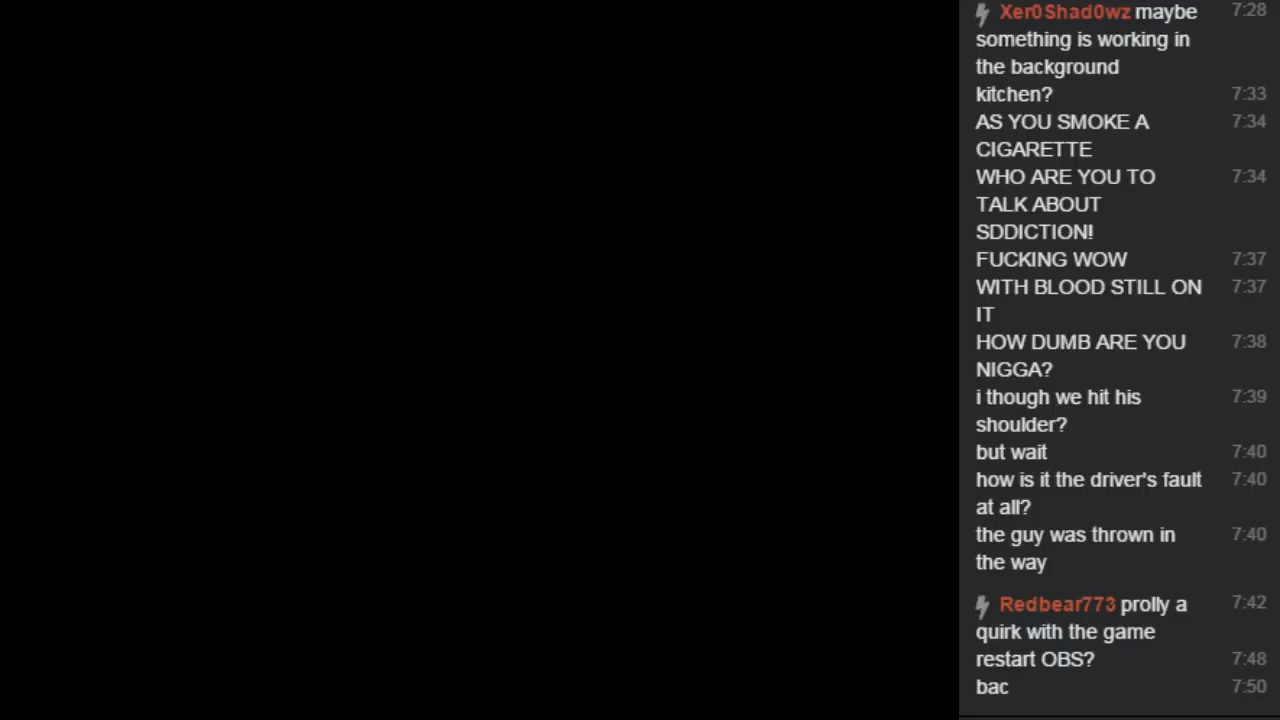 Xer0Shad0wz maybe 7:28
something is working in
the background
kitchen? 7:33
AS YOU SMOKE A 7:34
CIGARETTE
WHO ARE YOU TO 7:34
TALK ABOUT
SDDICTION!
FUCKING WOW 7:37
WITH BLOOD STILL ON 7:37
IT
HOW DUMB ARE YOU 7:38
NIGGA?
i though we hit his 7:39
shoulder?
but wait 7:40
how is it the driver's fault 7:40
at all?
the guy was thrown in 7:40
the way
Redbear773 prolly a 7:42
quirk with the game
restart OBS? 7:48
bac 7:50